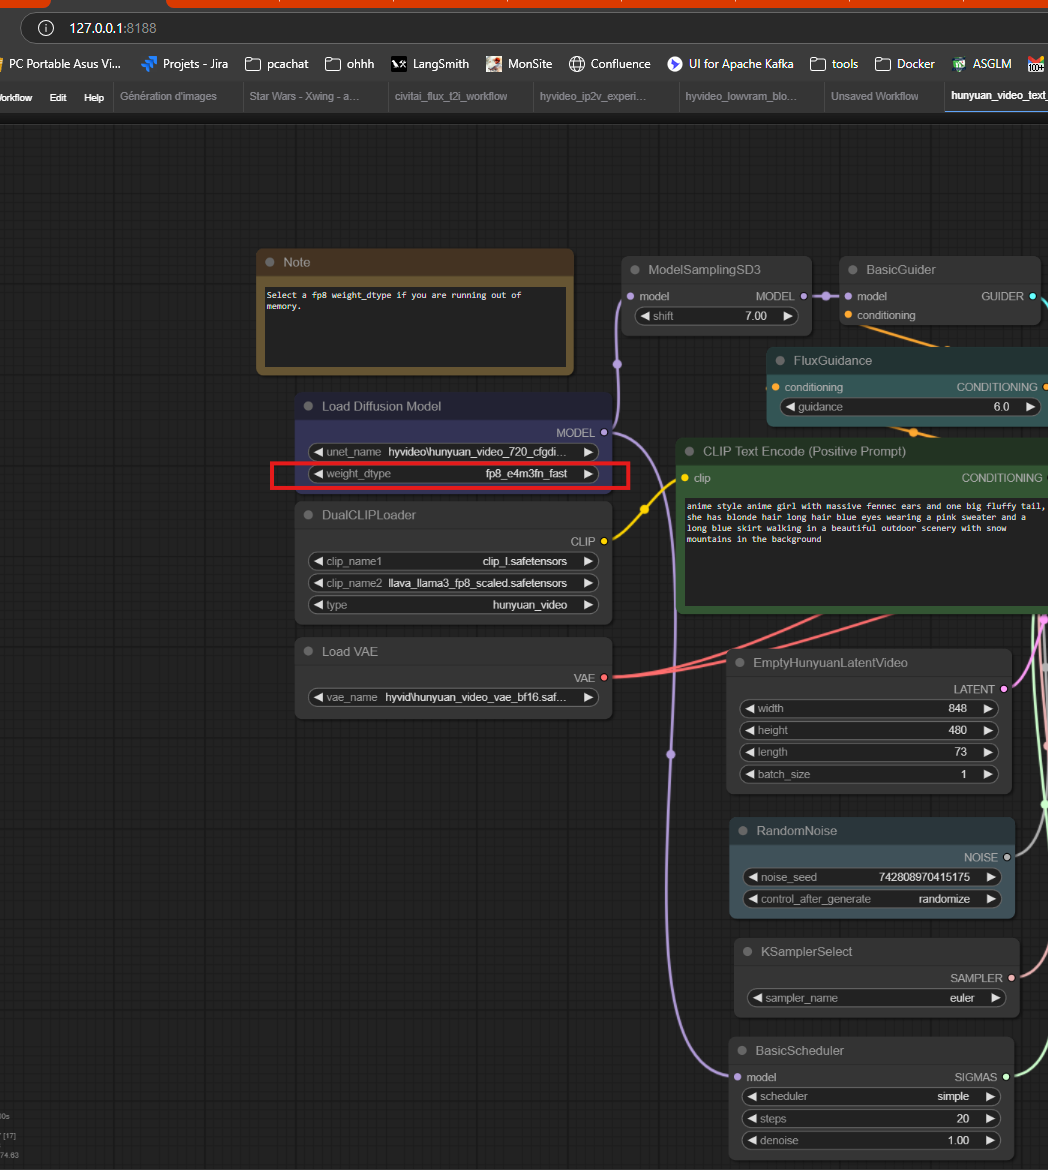 127.0.0.1:8188
PC Portable Asus Vi...
Projets - Jira
pcachat
ohhh
LangSmith
MonSite
Confluence
UI for Apache Kafka
tools
Docker
ASGLM
100+
Workflow
Edit
Help
Génération d'images
Star Wars - Xwing - a...
civitai_flux_t2i_workflow
hyvideo_ip2v_experi...
hyvideo_lowvram_blo...
Unsaved Workflow
hunyuan_video_text_
Note
Select a fp8 weight_dtype if you are running out of
memory.
ModelSamplingSD3
model MODEL
shift 7.00
BasicGuider
model GUIDER
conditioning
FluxGuidance
conditioning CONDITIONING
guidance 6.0
Load Diffusion Model
MODEL
unet_name hyvideo\hunyuan_video_720_cfgdi...
weight_dtype fp8_e4m3fn_fast
CLIP Text Encode (Positive Prompt)
clip CONDITIONING
anime style anime girl with massive fennec ears and one big fluffy tail,
she has blonde hair long hair blue eyes wearing a pink sweater and a
long blue skirt walking in a beautiful outdoor scenery with snow
mountains in the background
DualCLIPLoader
CLIP
clip_name1 clip_l.safetensors
clip_name2 llava_llama3_fp8_scaled.safetensors
type hunyuan_video
Load VAE
VAE
vae_name hyvid\hunyuan_video_vae_bf16.saf...
EmptyHunyuanLatentVideo
LATENT
width 848
height 480
length 73
batch_size 1
RandomNoise
NOISE
noise_seed 742808970415175
control_after_generate randomize
KSamplerSelect
SAMPLER
sampler_name euler
BasicScheduler
model SIGMAS
scheduler simple
steps 20
denoise 1.00
[17]
74.63